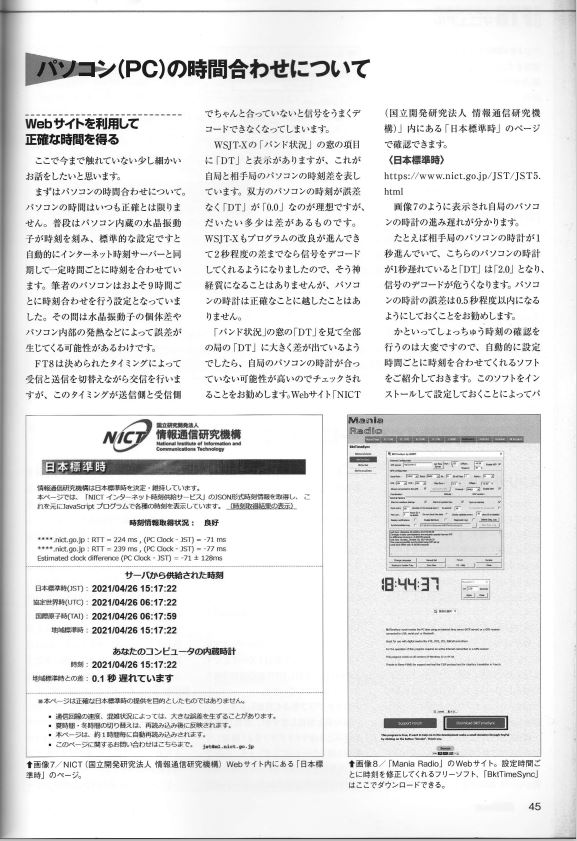 パソコン(PC)の時間合わせについて
Webサイトを利用して
正確な時間を得る
ここで今まで触れていない少し細かい
お話をしたいと思います。
まずはパソコンの時間合わせについて。
パソコンの時間はいつも正確とは限りま
せん。普段はパソコン内蔵の水晶振動
子が時刻を刻み、標準的な設定ですと
自動的にインターネット時刻サーバーと同
期して一定時間ごとに時刻を合わせてい
ます。筆者のパソコンはおおよそ9時間ご
とに時刻合わせを行う設定となっていま
した。その間は水晶振動子の個体差や
パソコン内部の発熱などによって誤差が
生じてくる可能性があるわけです。
FT8は決められたタイミングによって
受信と送信を切替えながら交信を行いま
すが、このタイミングが送信側と受信側
でちゃんと合っていないと信号をうまくデ
コードできなくなってしまいます。
WSJT-Xの「バンド状況」の窓の項目
に「DT」と表示がありますが、これが
自局と相手局のパソコンの時刻差を表し
ています。双方のパソコンの時刻が誤差
なく「DT」が「0.0」なのが理想ですが、
だいたい多少は差があるものです。
WSJT-Xもプログラムの改良が進んでき
て2秒程度の差までなら信号をデコード
してくれるようになりましたので、そう神
経質になることはありませんが、パソコ
ンの時計は正確なことに越したことはあ
りません。
「バンド状況」の窓の「DT」を見て全部
の局の「DT」に大きく差が出ているよう
でしたら、自局のパソコンの時計が合っ
ていない可能性が高いのでチェックされ
ることをお勧めします。Webサイト「NICT
(国立開発研究法人 情報通信研究機
構)」内にある「日本標準時」のページ
で確認できます。
〈日本標準時〉
https://www.nict.go.jp/JST/JST5.
html
画像7のように表示され自局のパソコ
ンの時計の進み遅れが分かります。
たとえば相手局のパソコンの時計が1
秒進んでいて、こちらのパソコンの時計
が1秒遅れていると「DT」は「2.0」となり、
信号のデコードが危うくなります。パソコ
ンの時計の誤差は0.5秒程度以内になる
ようにしておくことをお勧めします。
かといってしょっちゅう時刻の確認を
行うのは大変ですので、自動的に設定
時間ごとに時刻を合わせてくれるソフト
をご紹介しておきます。このソフトをイン
ストールして設定しておくことによってパ
NICT
国立研究開発法人
情報通信研究機構
National Institute of Information and
Communications Technology
日本標準時
情報通信研究機構は日本標準時を決定・維持しています。
本ページでは、「NICT インターネット時刻供給サービス」のJSON形式時刻情報を取得し、こ
れを元にJavaScript プログラムで各種の時刻を表示しています。(時刻取得結果の表示)
時刻情報取得状況: 良好
****.nict.go.jp : RTT = 224 ms , (PC Clock - JST) = -71 ms
****.nict.go.jp : RTT = 239 ms , (PC Clock - JST) = -77 ms
Estimated clock difference (PC Clock - JST) = -71 ± 128ms
サーバから供給された時刻
日本標準時(JST): 2021/04/26 15:17:22
協定世界時(UTC): 2021/04/26 06:17:22
国際原子時(TAI): 2021/04/26 06:17:59
地域標準時: 2021/04/26 15:17:22
あなたのコンピュータの内蔵時計
時刻: 2021/04/26 15:17:22
地域標準時との差: 0.1 秒 遅れています
※本ページは正確な日本標準時の提供を目的としたものではありません。
• 通信回線の速度、混雑状況によっては、大きな誤差を生ずることがあります。
• 夏時間・冬時間の切り替えは、再読み込み後に反映されます。
• 本ページは、約1時間毎に自動再読み込みされます。
• このページに関するお問い合わせはこちらまで。 jst@ml.nict.go.jp
⬆画像7/NICT (国立開発研究法人 情報通信研究機構) Webサイト内にある「日本標
準時」のページ。
Mania
Radio
18:44:37
Support Forum
Download BktTimeSync
⬆画像8/「Mania Radio」のWebサイト。設定時間ご
とに時刻を修正してくれるフリーソフト、「BktTimeSync」
はここでダウンロードできる。
45